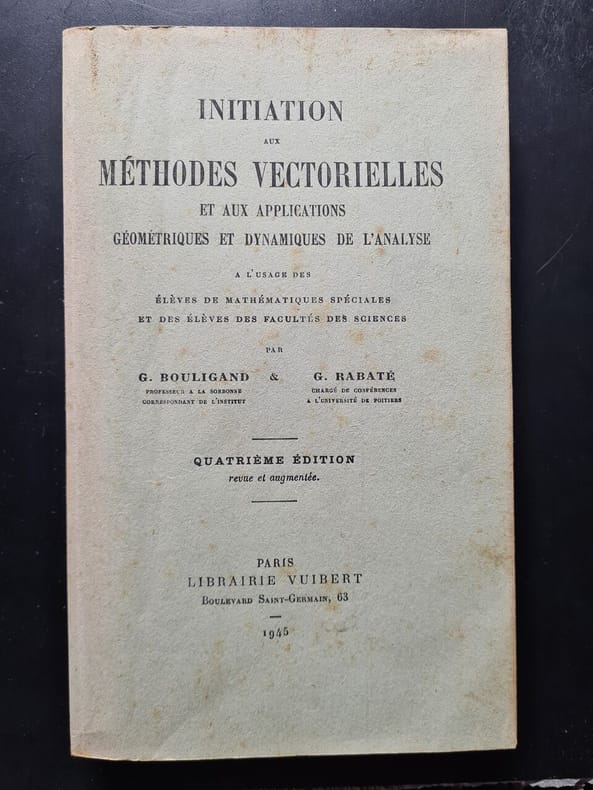 INITIATION
AUX
MÉTHODES VECTORIELLES
ET AUX APPLICATIONS
GÉOMÉTRIQUES ET DYNAMIQUES DE L'ANALYSE
A L'USAGE DES
ÉLÈVES DE MATHÉMATIQUES SPÉCIALES
ET DES ÉLÈVES DES FACULTÉS DES SCIENCES
PAR
G. BOULIGAND & G. RABATÉ
PROFESSEUR A LA SORBONNE
CORRESPONDANT DE L'INSTITUT
CHARGÉ DE CONFÉRENCES
A L'UNIVERSITÉ DE POITIERS
QUATRIÈME ÉDITION
revue et augmentée.
PARIS
LIBRAIRIE VUIBERT
BOULEVARD SAINT-GERMAIN, 63
1945